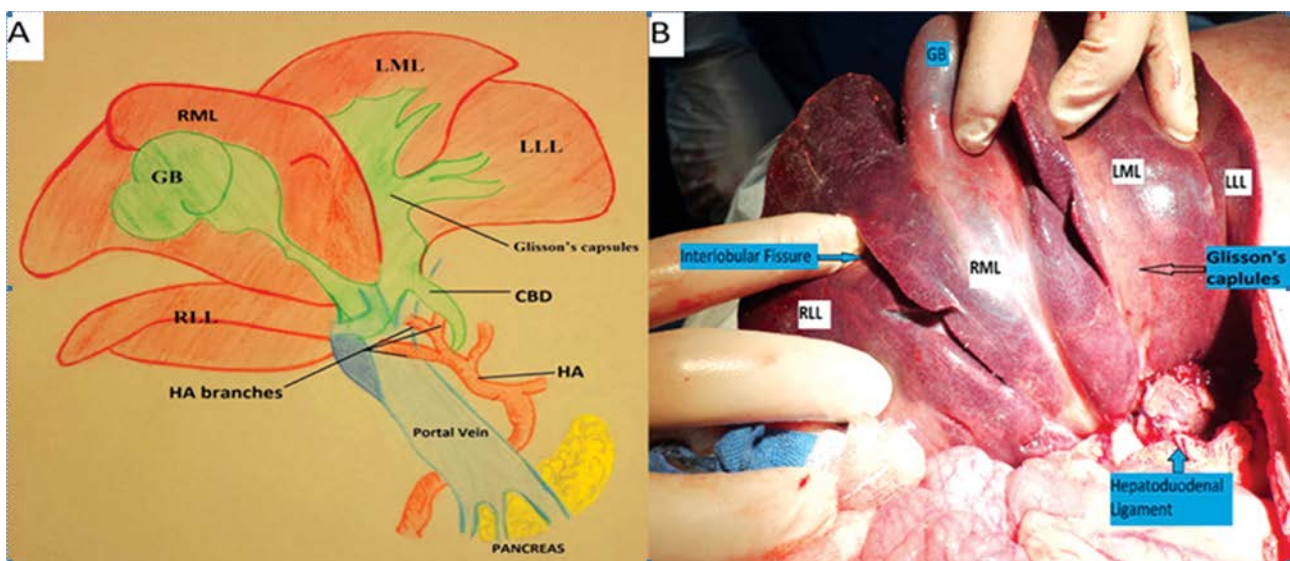 A
LML
RML
LLL
GB
Glisson's capsules
CBD
RLL
HA
HA branches
Portal Vein
PANCREAS
B
GB
LML
LLL
Interlobular Fissure
Glisson's
caplules
RML
RLL
Hepatoduodenal
Ligament